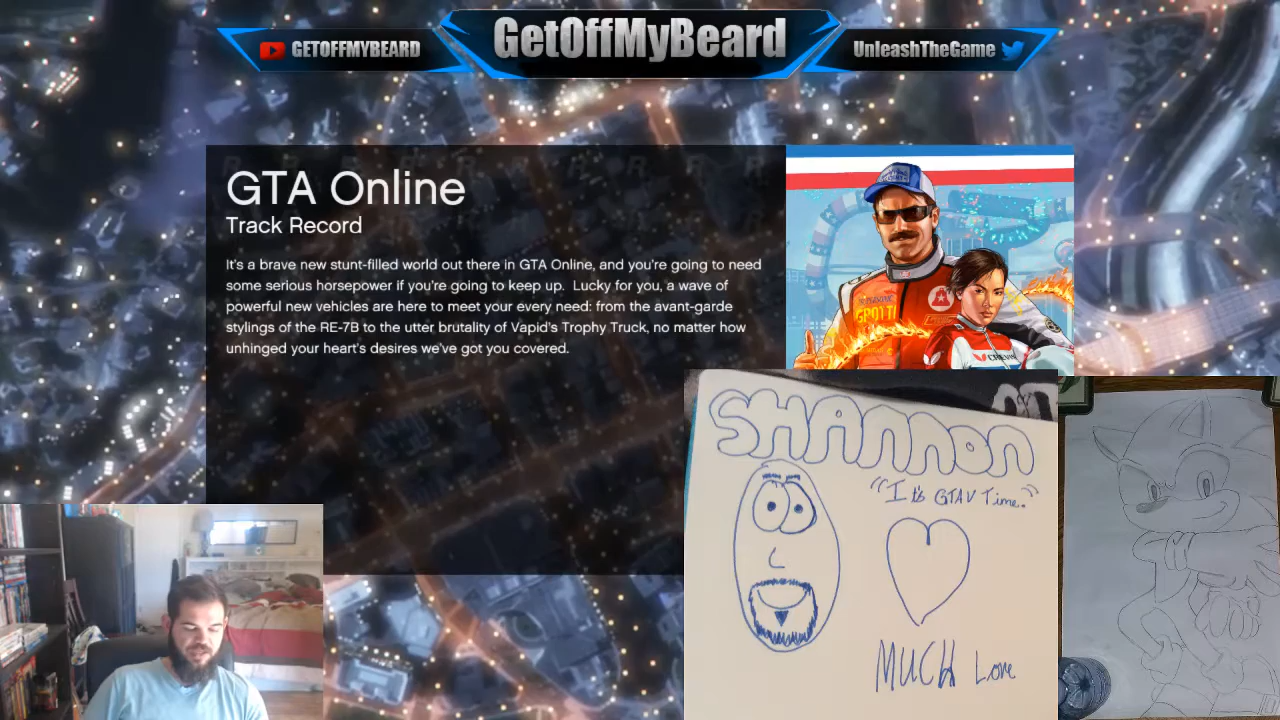 GETOFFMYBEARD
GetOffMyBeard
UnleashTheGame
GTA Online
Track Record
It's a brave new stunt-filled world out there in GTA Online, and you're going to need
some serious horsepower if you're going to keep up. Lucky for you, a wave of
powerful new vehicles are here to meet your every need: from the avant-garde
stylings of the RE-7B to the utter brutality of Vapid's Trophy Truck, no matter how
unhinged your heart's desires we've got you covered.
SHAnnon
"It's GTAV Time."
MUCH Love